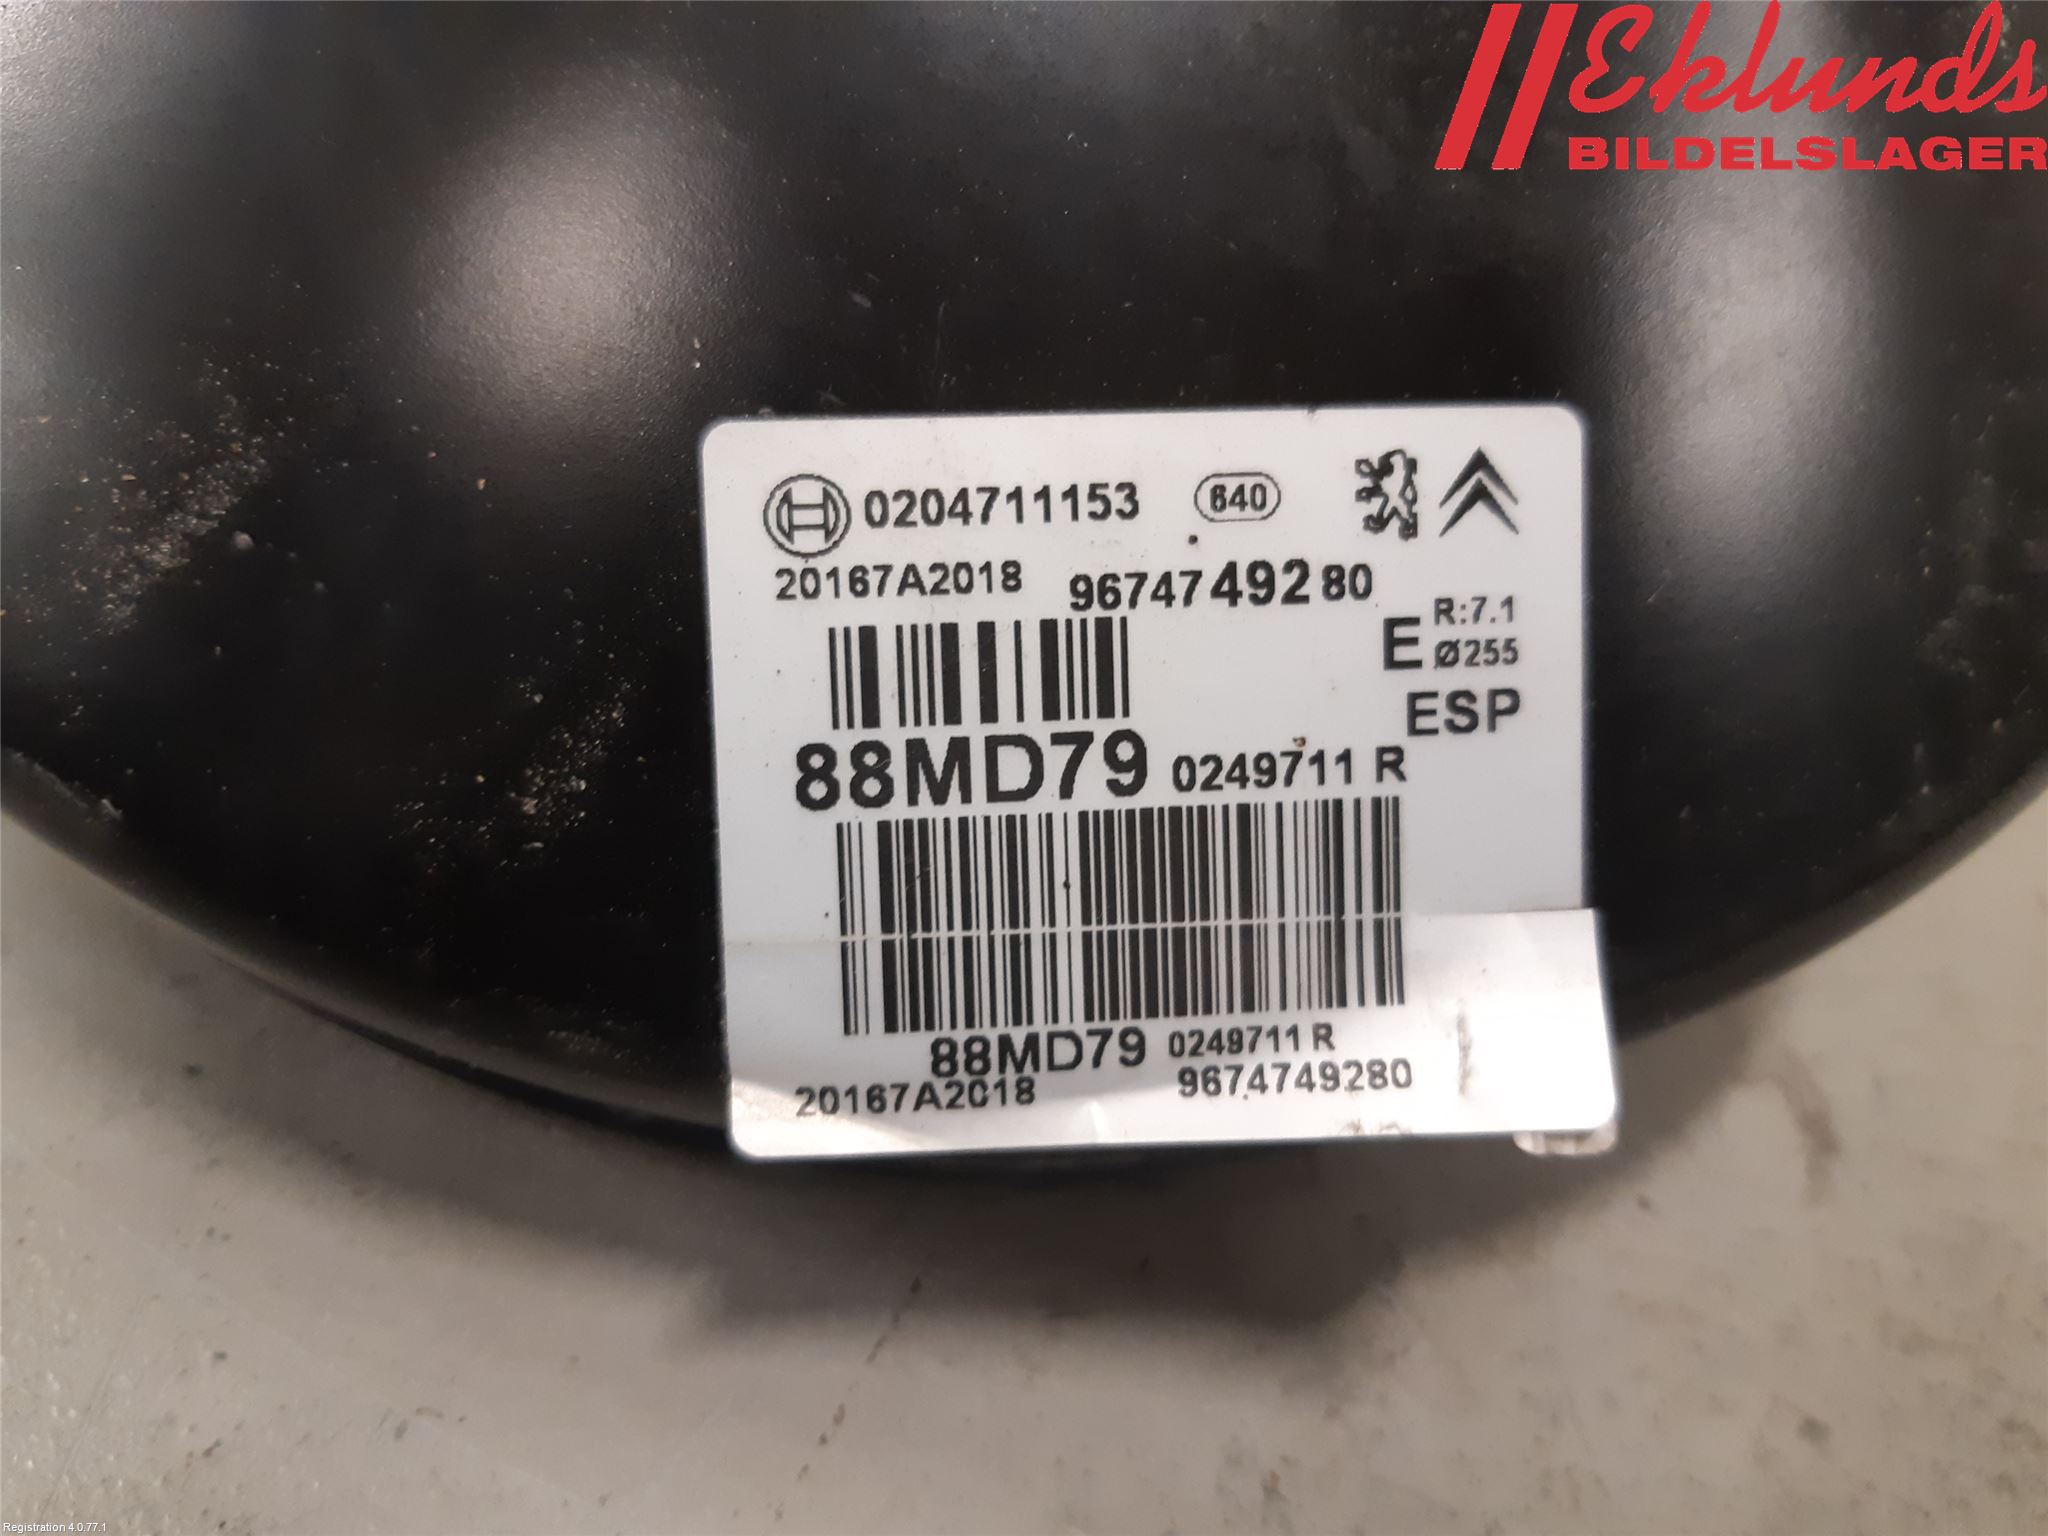 Eklunds
BILDELSLAGER
0204711153 640
20167A2018 9674749280
E R:7.1
Ø255
ESP
88MD79 0249711 R
88MD79 0249711 R
20167A2018 9674749280
Registration 4.0.77.1